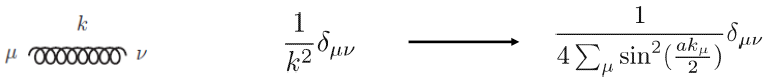 k
μ ν 1/k² δ_μν ⟶ 1/(4 ∑_μ sin²(ak_μ/2)) δ_μν